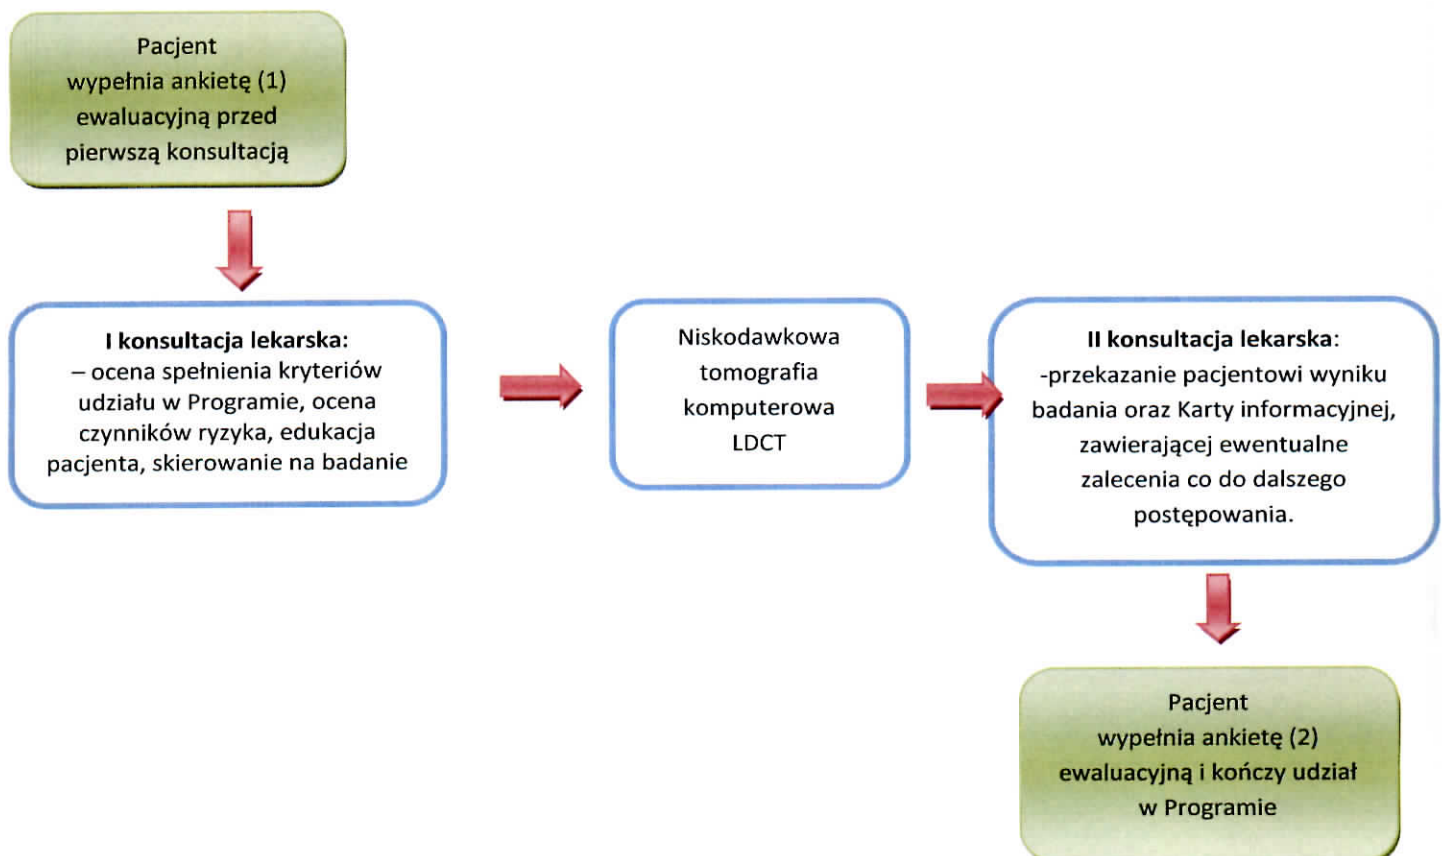 Pacjent
wypełnia ankietę (1)
ewaluacyjną przed
pierwszą konsultacją
I konsultacja lekarska:
– ocena spełnienia kryteriów
udziału w Programie, ocena
czynników ryzyka, edukacja
pacjenta, skierowanie na badanie
Niskodawkowa
tomografia
komputerowa
LDCT
II konsultacja lekarska:
-przekazanie pacjentowi wyniku
badania oraz Karty informacyjnej,
zawierającej ewentualne
zalecenia co do dalszego
postępowania.
Pacjent
wypełnia ankietę (2)
ewaluacyjną i kończy udział
w Programie